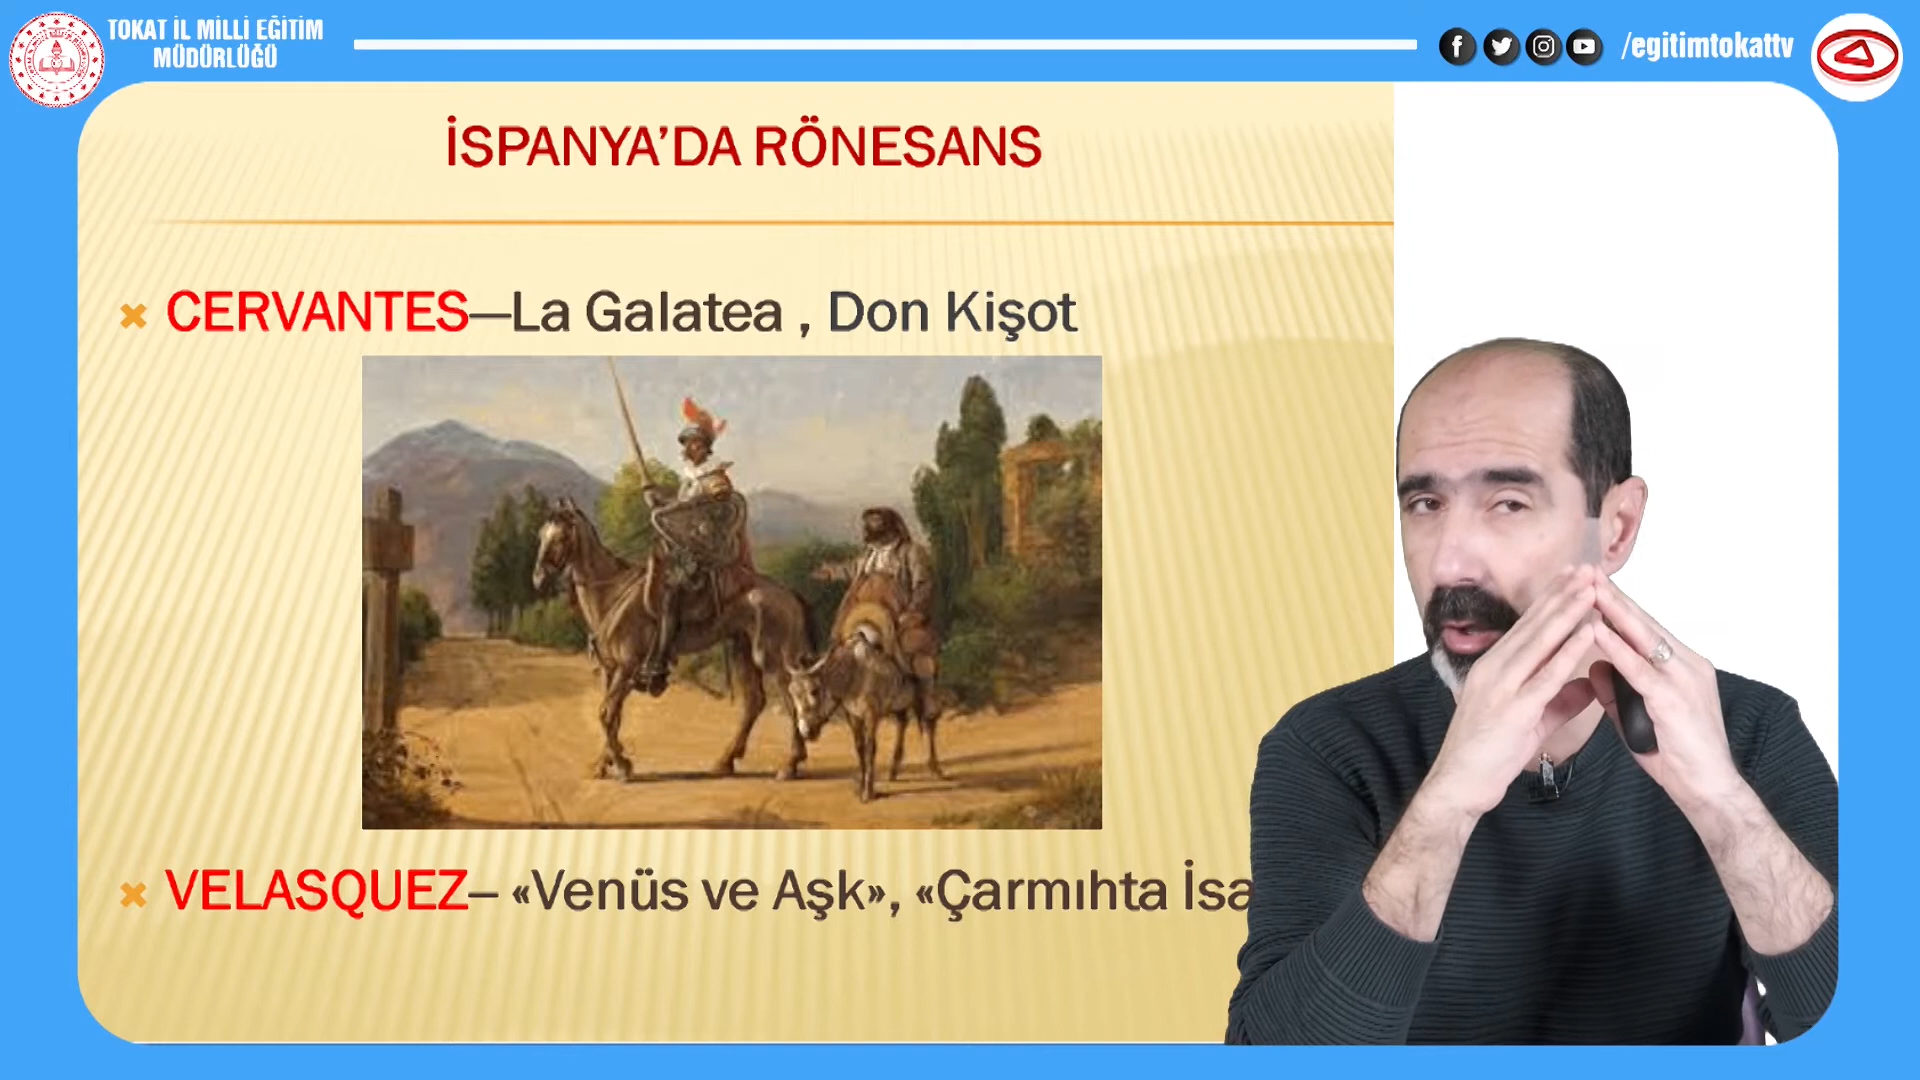 TOKAT İL MİLLİ EĞİTİM
MÜDÜRLÜĞÜ
/egitimtokattv
İSPANYA’DA RÖNESANS
CERVANTES—La Galatea , Don Kişot
VELASQUEZ— «Venüs ve Aşk», «Çarmıhta İsa